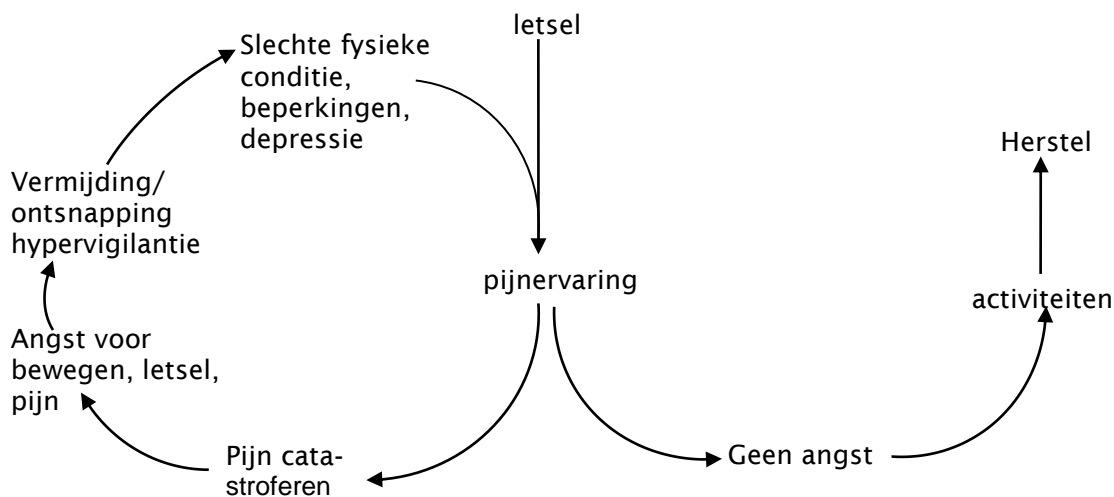 letsel
Slechte fysieke
conditie,
beperkingen,
depressie
Herstel
Vermijding/
ontsnapping
hypervigilantie
pijnervaring
activiteiten
Angst voor
bewegen, letsel,
pijn
Pijn cata-
stroferen
Geen angst